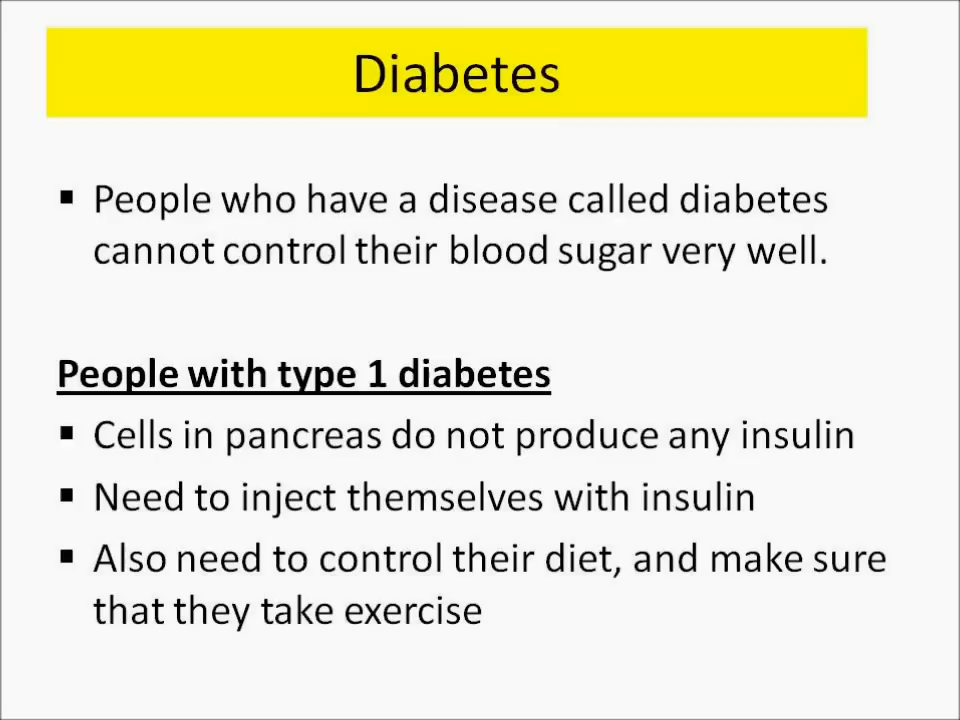 Diabetes
▪ People who have a disease called diabetes
cannot control their blood sugar very well.
People with type 1 diabetes
▪ Cells in pancreas do not produce any insulin
▪ Need to inject themselves with insulin
▪ Also need to control their diet, and make sure
that they take exercise